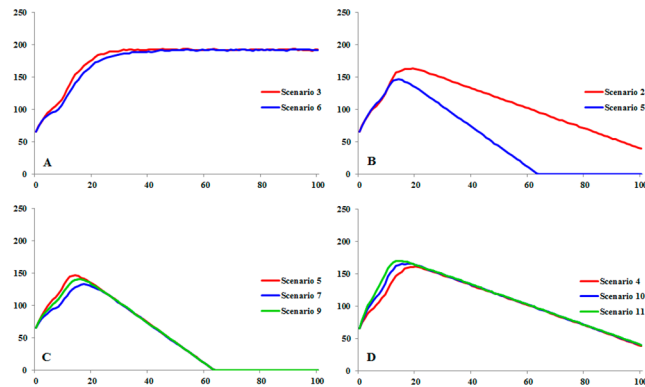 250
200
150
100
50
0
Scenario 3
Scenario 6
A
0 20 40 60 80 100
250
200
150
100
50
0
Scenario 2
Scenario 5
B
0 20 40 60 80 100
250
200
150
100
50
0
Scenario 5
Scenario 7
Scenario 9
C
0 20 40 60 80 100
250
200
150
100
50
0
Scenario 4
Scenario 10
Scenario 11
D
0 20 40 60 80 100